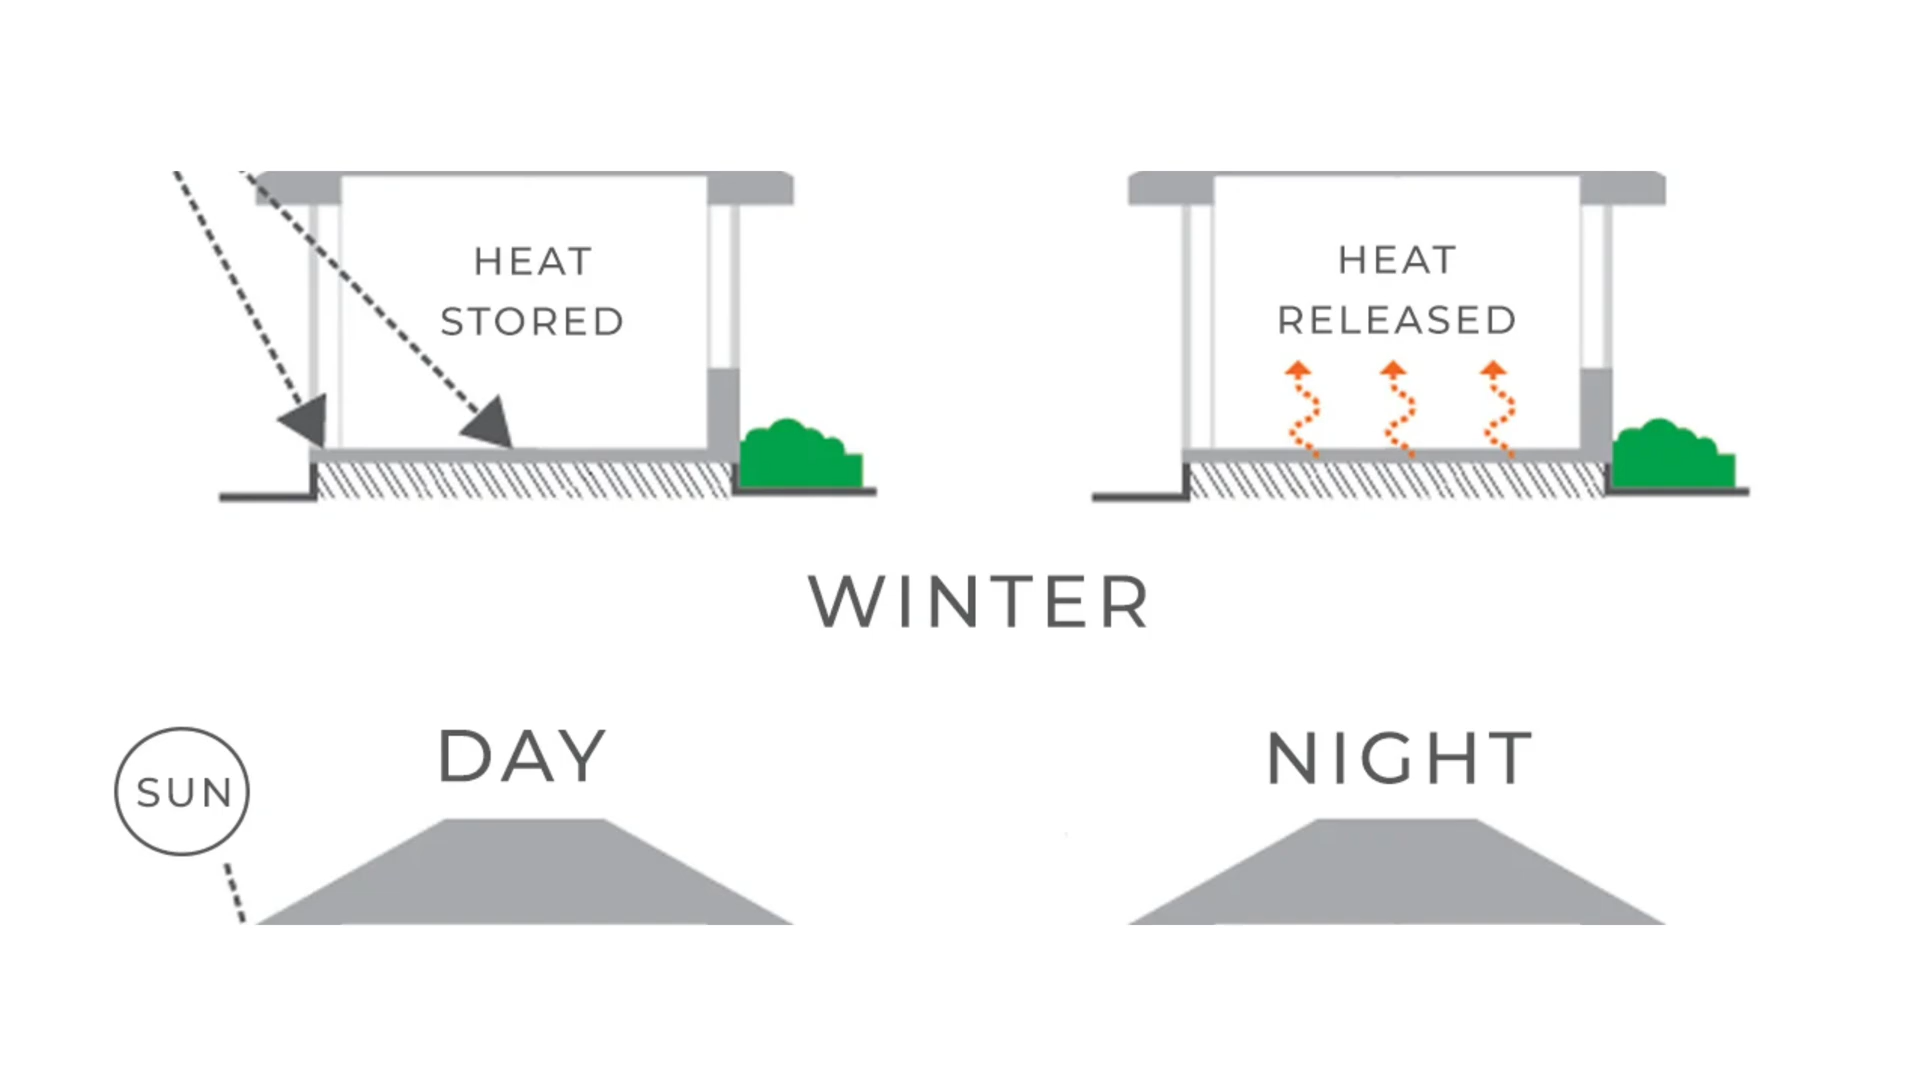 HEAT
STORED
HEAT
RELEASED
WINTER
DAY
NIGHT
SUN